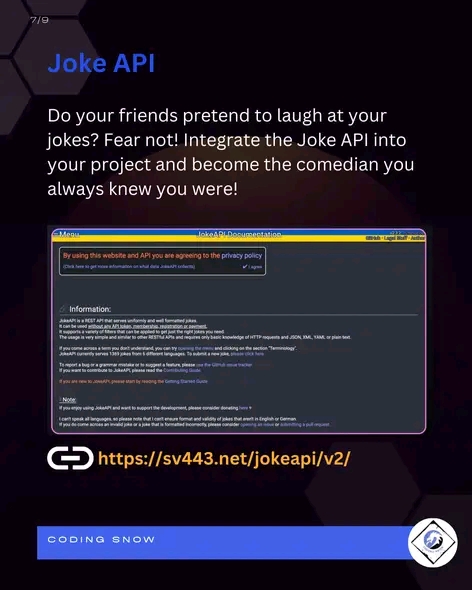 7/9
Joke API
Do your friends pretend to laugh at your
jokes? Fear not! Integrate the Joke API into
your project and become the comedian you
always knew you were!
Menu
JokeAPI Documentation
GitHub - Legal Stuff - Author
By using this website and API you are agreeing to the privacy policy
(Click here to get more information on what data JokeAPI collects)
✔ I agree
Information:
JokeAPI is a REST API that serves uniformly and well formatted jokes.
It can be used without any API token, membership, registration or payment.
It supports a variety of filters that can be applied to get just the right jokes you need.
The usage is very simple and similar to other RESTful APIs and requires only basic knowledge of HTTP requests and JSON, XML, YAML or plain text.
If you come across a term you don't understand, you can try opening the menu and clicking on the section "Terminology".
JokeAPI currently serves 1369 jokes from 6 different languages. To submit a new joke, please click here.
To report a bug or a grammar mistake or to suggest a feature, please use the GitHub issue tracker
If you want to contribute to JokeAPI, please read the Contributing Guide
If you are new to JokeAPI, please start by reading the Getting Started Guide.
Note:
If you enjoy using JokeAPI and want to support the development, please consider donating here
I can't speak all languages, so please note that I can't ensure format and validity of jokes that aren't in English or German.
If you do come across an invalid joke or a joke that is formatted incorrectly, please consider opening an issue or submitting a pull request.
https://sv443.net/jokeapi/v2/
CODING SNOW